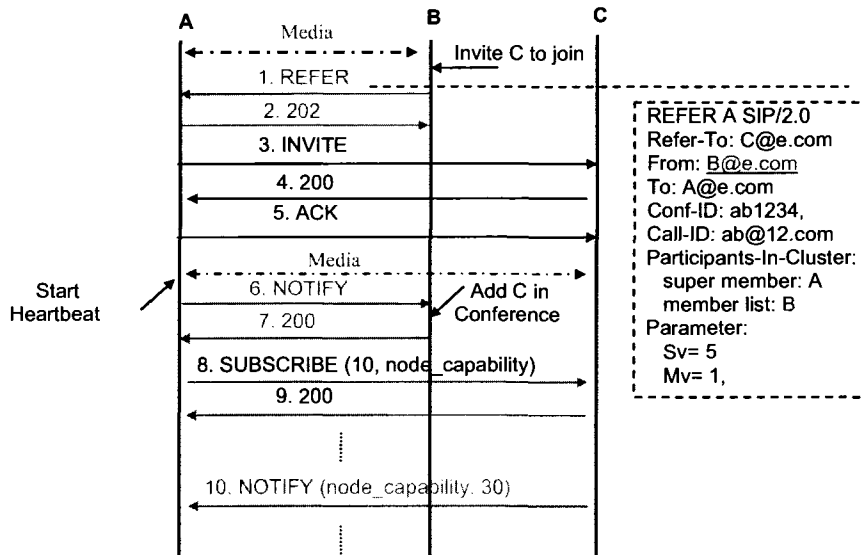 A
B
C
Media
Invite C to join
1. REFER
2. 202
3. INVITE
4. 200
5. ACK
Media
Start
Heartbeat
6. NOTIFY
Add C in
Conference
7. 200
8. SUBSCRIBE (10, node_capability)
9. 200
10. NOTIFY (node_capability, 30)
REFER A SIP/2.0
Refer-To: C@e.com
From: B@e.com
To: A@e.com
Conf-ID: ab1234,
Call-ID: ab@12.com
Participants-In-Cluster:
super member: A
member list: B
Parameter:
Sv= 5
Mv= 1,